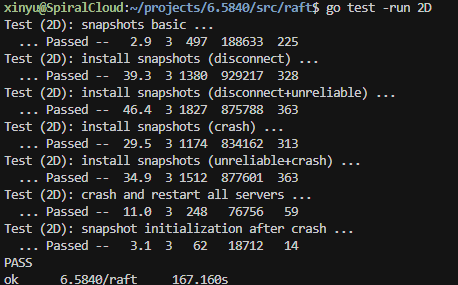 xinyu@SpiralCloud:~/projects/6.5840/src/raft$ go test -run 2D
Test (2D): snapshots basic ...
  ... Passed --   2.9  3  497  188633  225
Test (2D): install snapshots (disconnect) ...
  ... Passed --  39.3  3 1380  929217  328
Test (2D): install snapshots (disconnect+unreliable) ...
  ... Passed --  46.4  3 1827  875788  363
Test (2D): install snapshots (crash) ...
  ... Passed --  29.5  3 1174  834162  313
Test (2D): install snapshots (unreliable+crash) ...
  ... Passed --  34.9  3 1512  877601  363
Test (2D): crash and restart all servers ...
  ... Passed --  11.0  3  248   76756   59
Test (2D): snapshot initialization after crash ...
  ... Passed --   3.1  3   62   18712   14
PASS
ok      6.5840/raft     167.160s